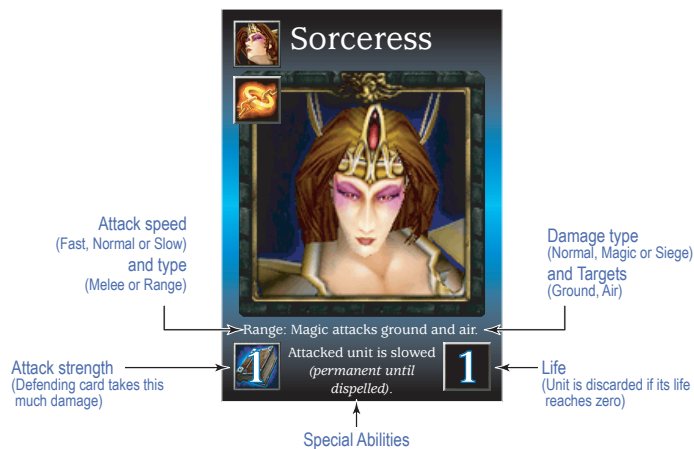 Sorceress
Attack speed
(Fast, Normal or Slow)
and type
(Melee or Range)
Damage type
(Normal, Magic or Siege)
and Targets
(Ground, Air)
Range: Magic attacks ground and air.
Attack strength
(Defending card takes this
much damage)
1
Attacked unit is slowed
(permanent until
dispelled).
1
Life
(Unit is discarded if its life
reaches zero)
Special Abilities